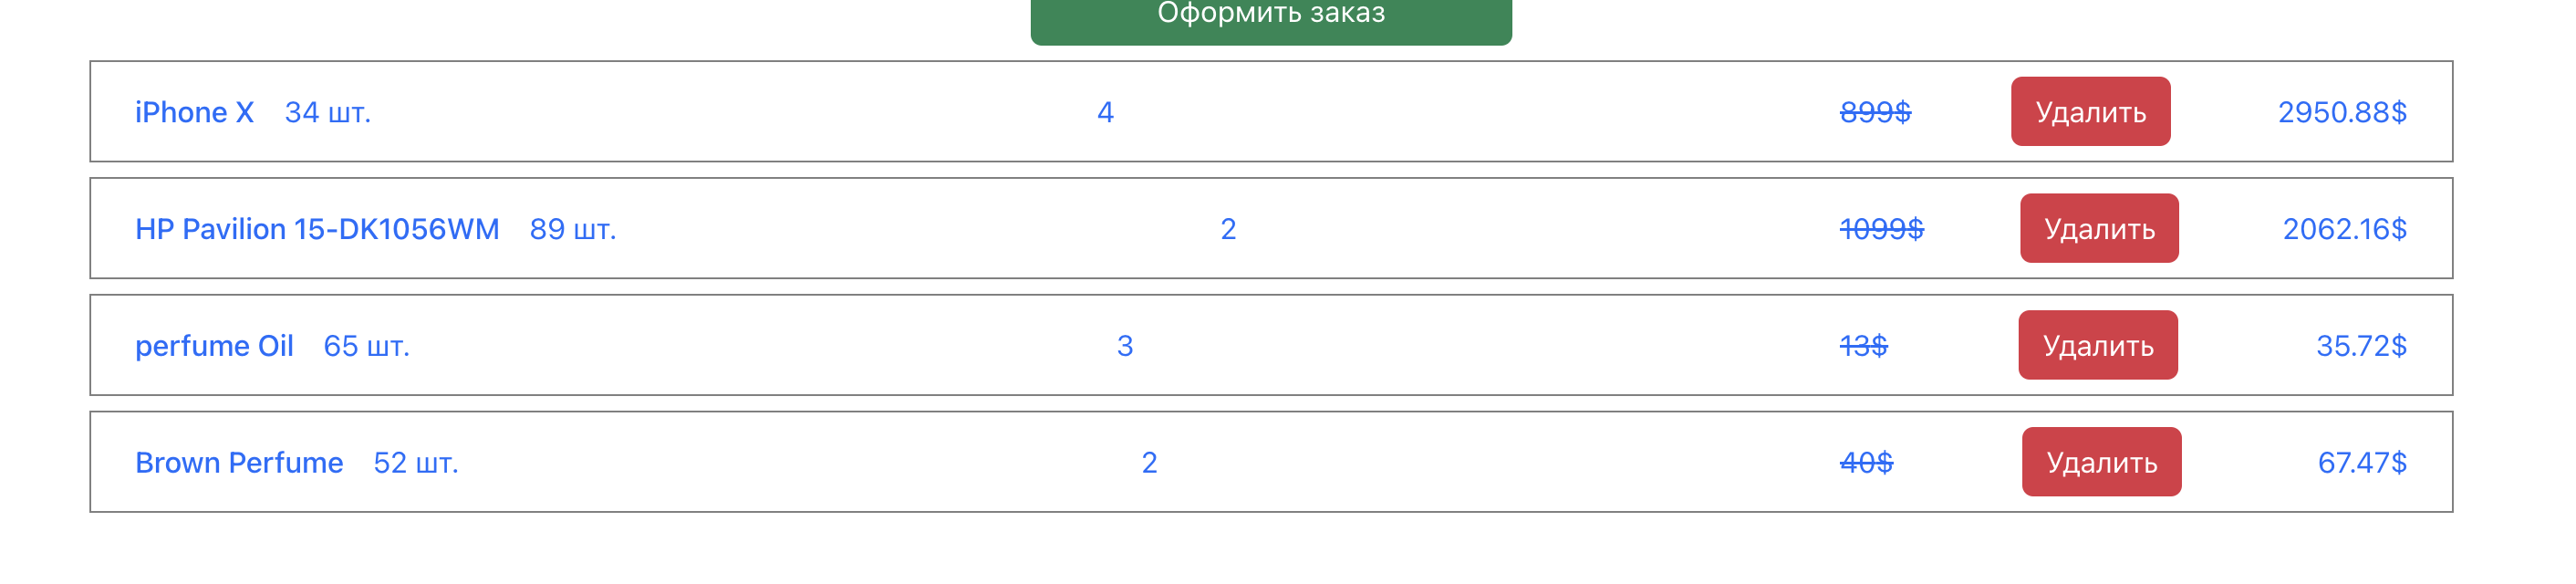 Оформить заказ
iPhone X 34 шт. 4 899$ Удалить 2950.88$
HP Pavilion 15-DK1056WM 89 шт. 2 1099$ Удалить 2062.16$
perfume Oil 65 шт. 3 13$ Удалить 35.72$
Brown Perfume 52 шт. 2 40$ Удалить 67.47$